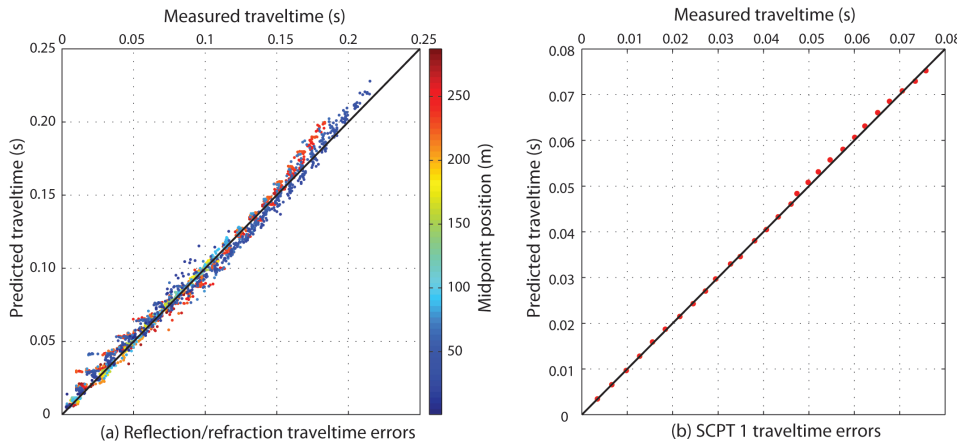 Measured traveltime (s)
0 0.05 0.1 0.15 0.2 0.25
0.25
0.20
0.15
0.10
0.05
0
Predicted traveltime (s)
250
200
150
100
50
Midpoint position (m)
(a) Reflection/refraction traveltime errors
Measured traveltime (s)
0 0.01 0.02 0.03 0.04 0.05 0.06 0.07 0.08
0.08
0.07
0.06
0.05
0.04
0.03
0.02
0.01
0
Predicted traveltime (s)
(b) SCPT 1 traveltime errors